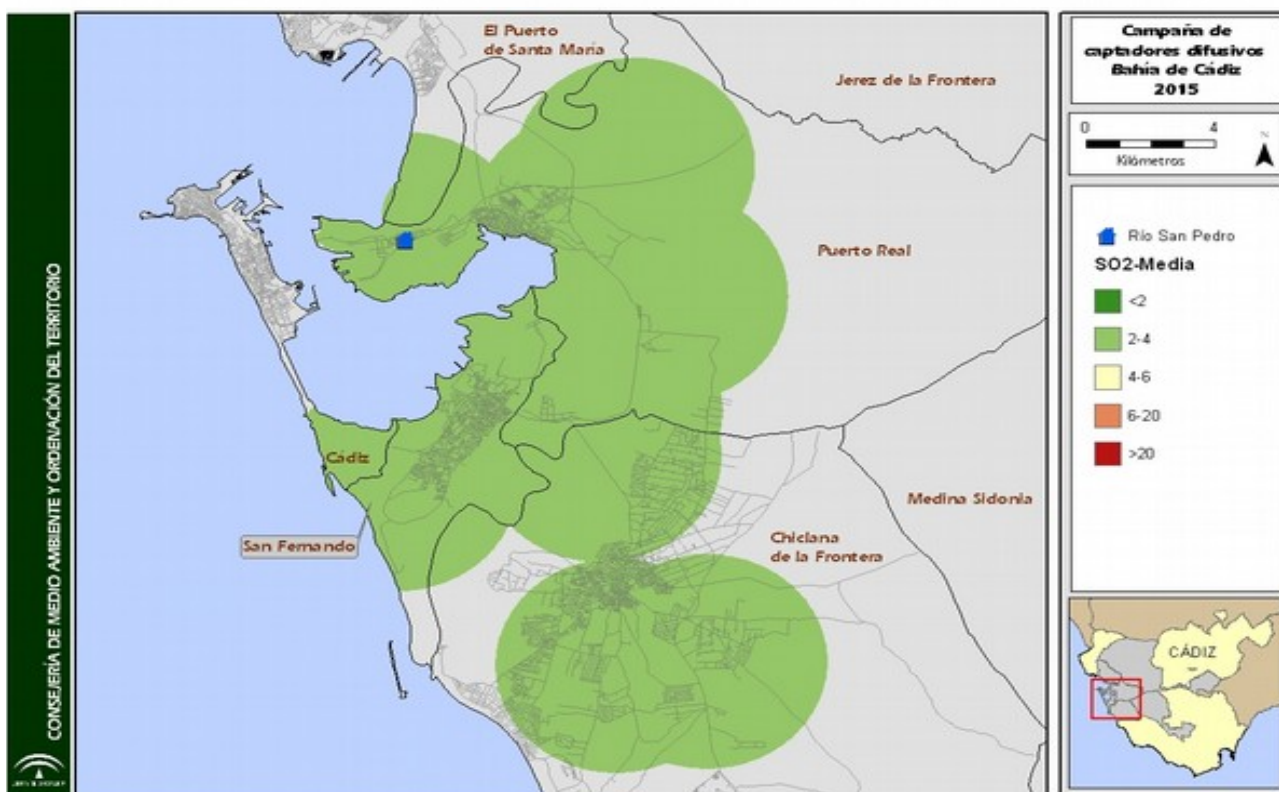 CONSEJERÍA DE MEDIO AMBIENTE Y ORDENACIÓN DEL TERRITORIO
El Puerto
de Santa María
Jerez de la Frontera
Puerto Real
Cádiz
San Fernando
Medina Sidonia
Chiclana
de la Frontera
Campaña de
captadores difusivos
Bahía de Cádiz
2015
0 4
Kilómetros
N
Río San Pedro
SO2-Media
<2
2-4
4-6
6-20
>20
CÁDIZ